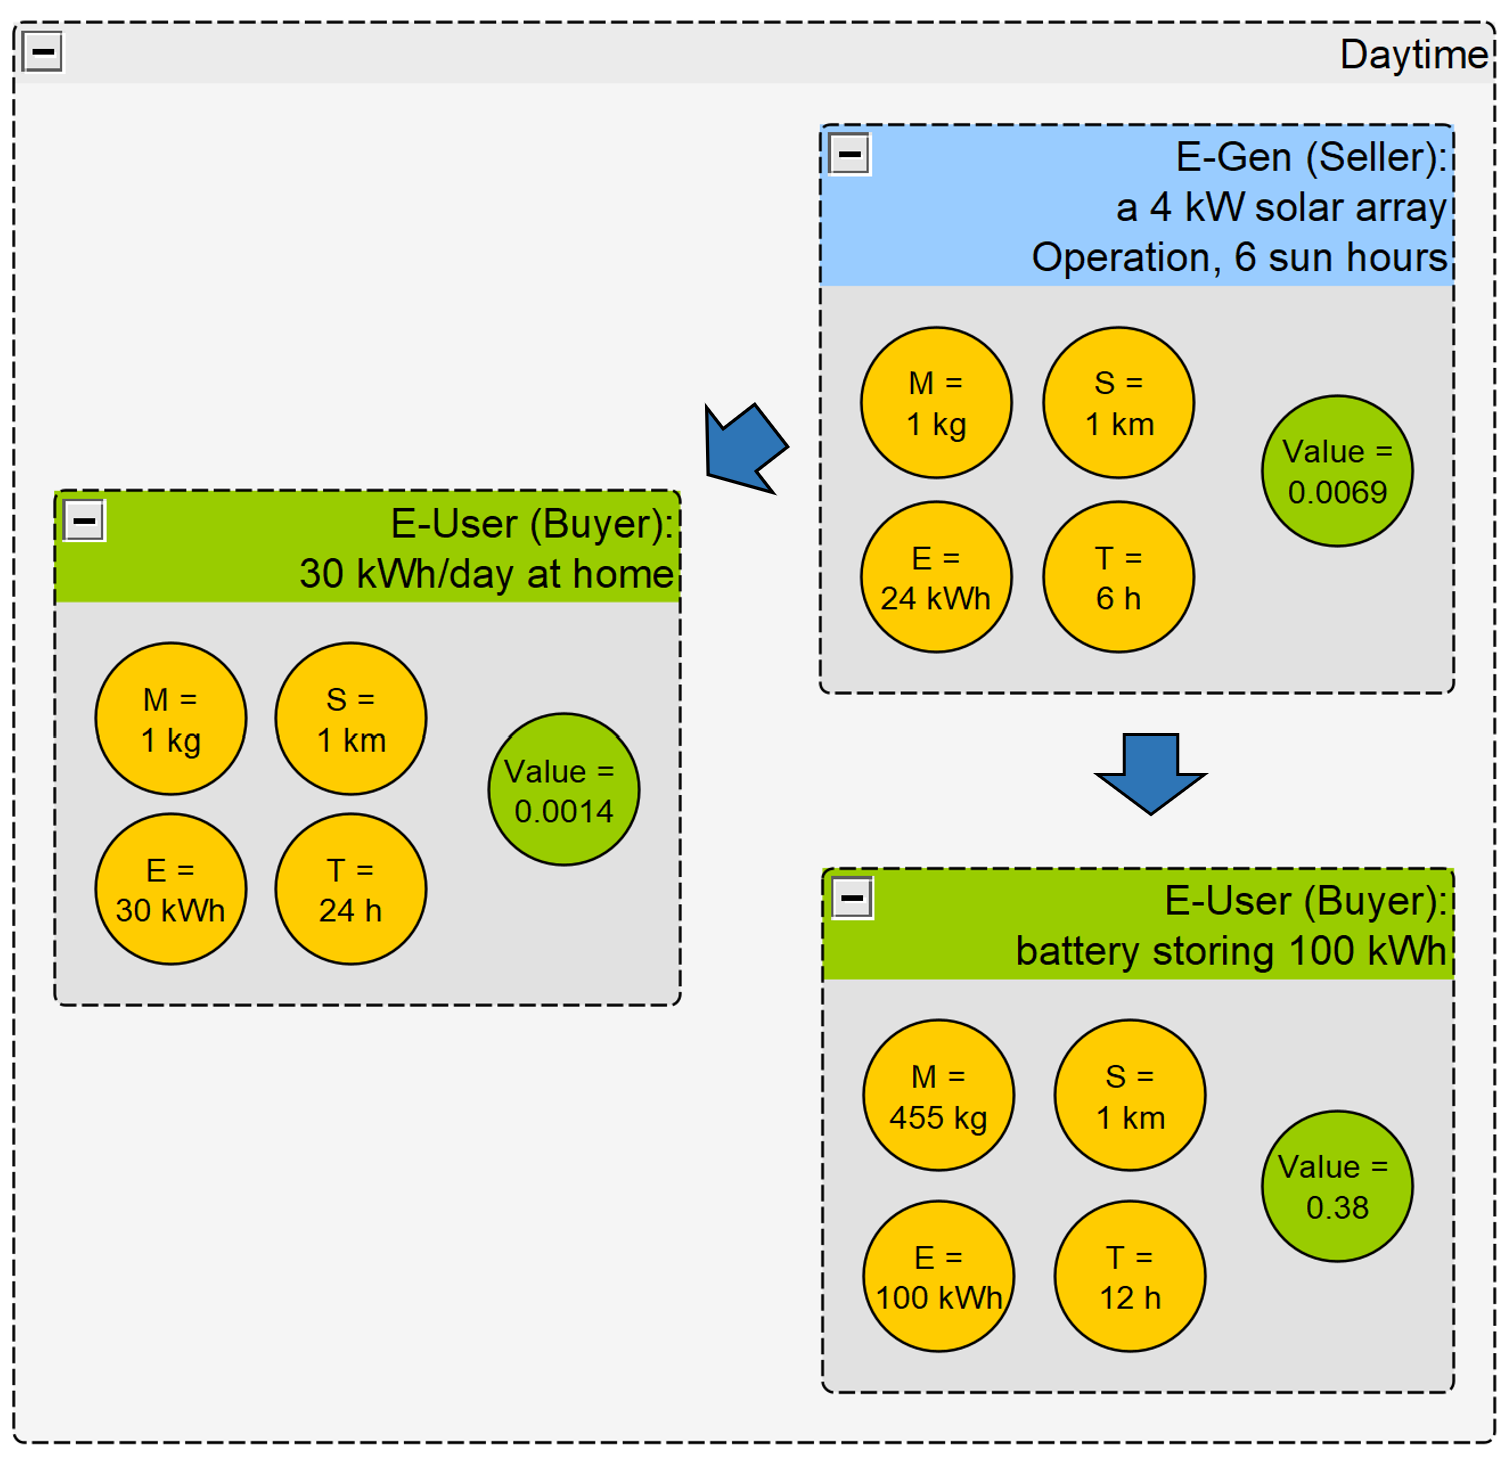 Daytime
E-Gen (Seller):
a 4 kW solar array
Operation, 6 sun hours
M =
1 kg
S =
1 km
E =
24 kWh
T =
6 h
Value =
0.0069
E-User (Buyer):
30 kWh/day at home
M =
1 kg
S =
1 km
E =
30 kWh
T =
24 h
Value =
0.0014
E-User (Buyer):
battery storing 100 kWh
M =
455 kg
S =
1 km
E =
100 kWh
T =
12 h
Value =
0.38